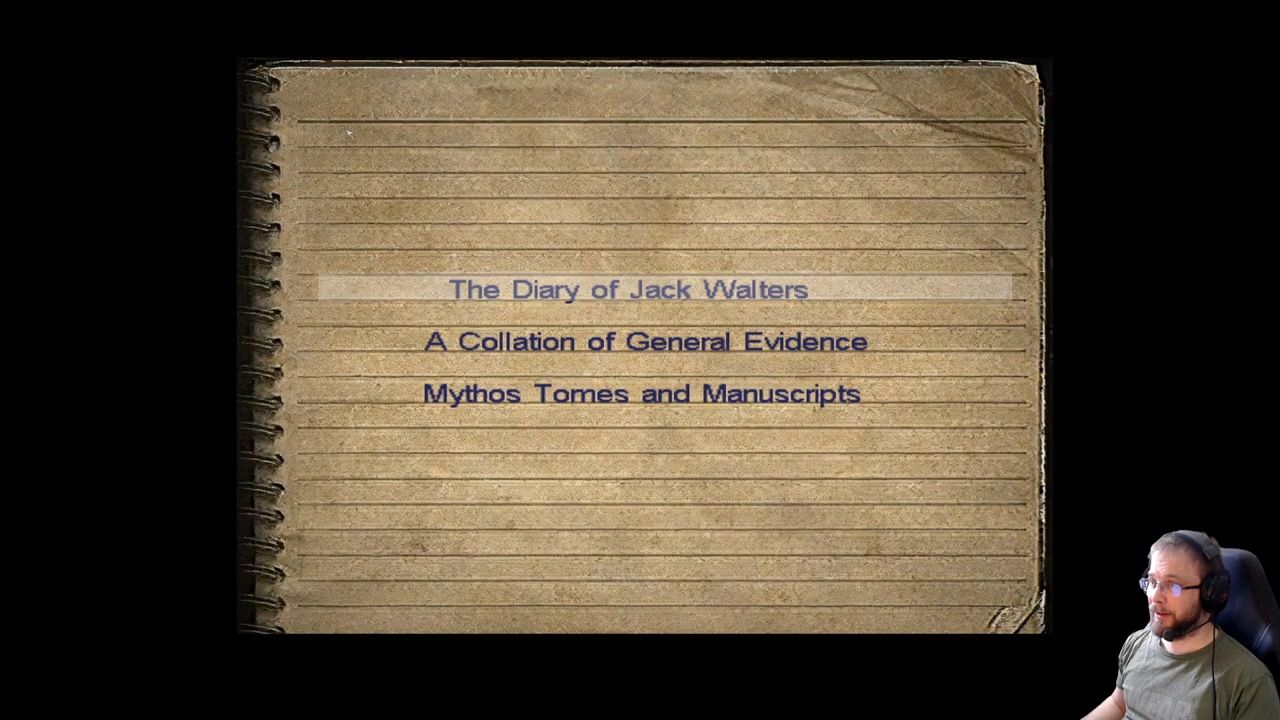 The Diary of Jack Walters
A Collation of General Evidence
Mythos Tomes and Manuscripts